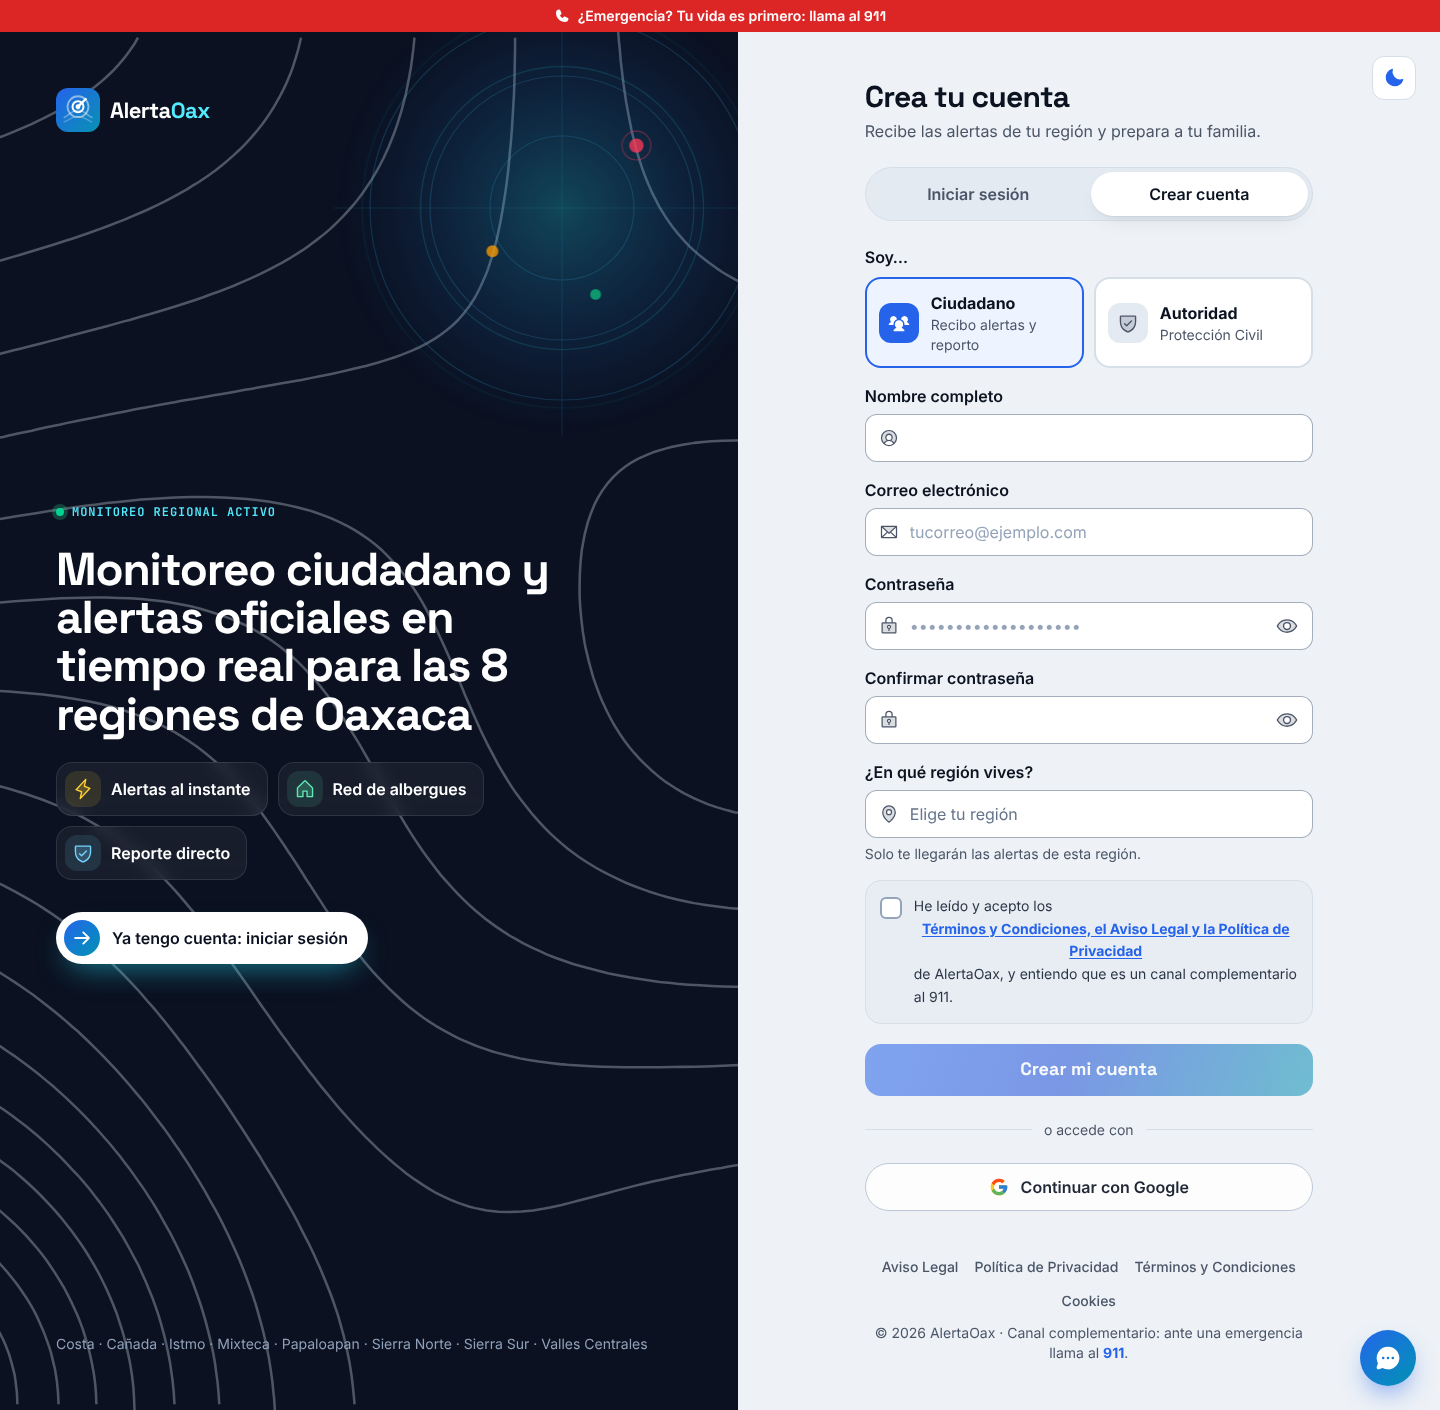 ¿Emergencia? Tu vida es primero: llama al 911
AlertaOax
MONITOREO REGIONAL ACTIVO
Monitoreo ciudadano y
alertas oficiales en
tiempo real para las 8
regiones de Oaxaca
Alertas al instante
Red de albergues
Reporte directo
Ya tengo cuenta: iniciar sesión
Costa · Cañada · Istmo · Mixteca · Papaloapan · Sierra Norte · Sierra Sur · Valles Centrales
Crea tu cuenta
Recibe las alertas de tu región y prepara a tu familia.
Iniciar sesión
Crear cuenta
Soy...
Ciudadano
Recibo alertas y
reporto
Autoridad
Protección Civil
Nombre completo
Correo electrónico
tucorreo@ejemplo.com
Contraseña
Confirmar contraseña
¿En qué región vives?
Elige tu región
Solo te llegarán las alertas de esta región.
He leído y acepto los
Términos y Condiciones, el Aviso Legal y la Política de
Privacidad
de AlertaOax, y entiendo que es un canal complementario
al 911.
Crear mi cuenta
o accede con
Continuar con Google
Aviso Legal
Política de Privacidad
Términos y Condiciones
Cookies
© 2026 AlertaOax · Canal complementario: ante una emergencia
llama al 911.